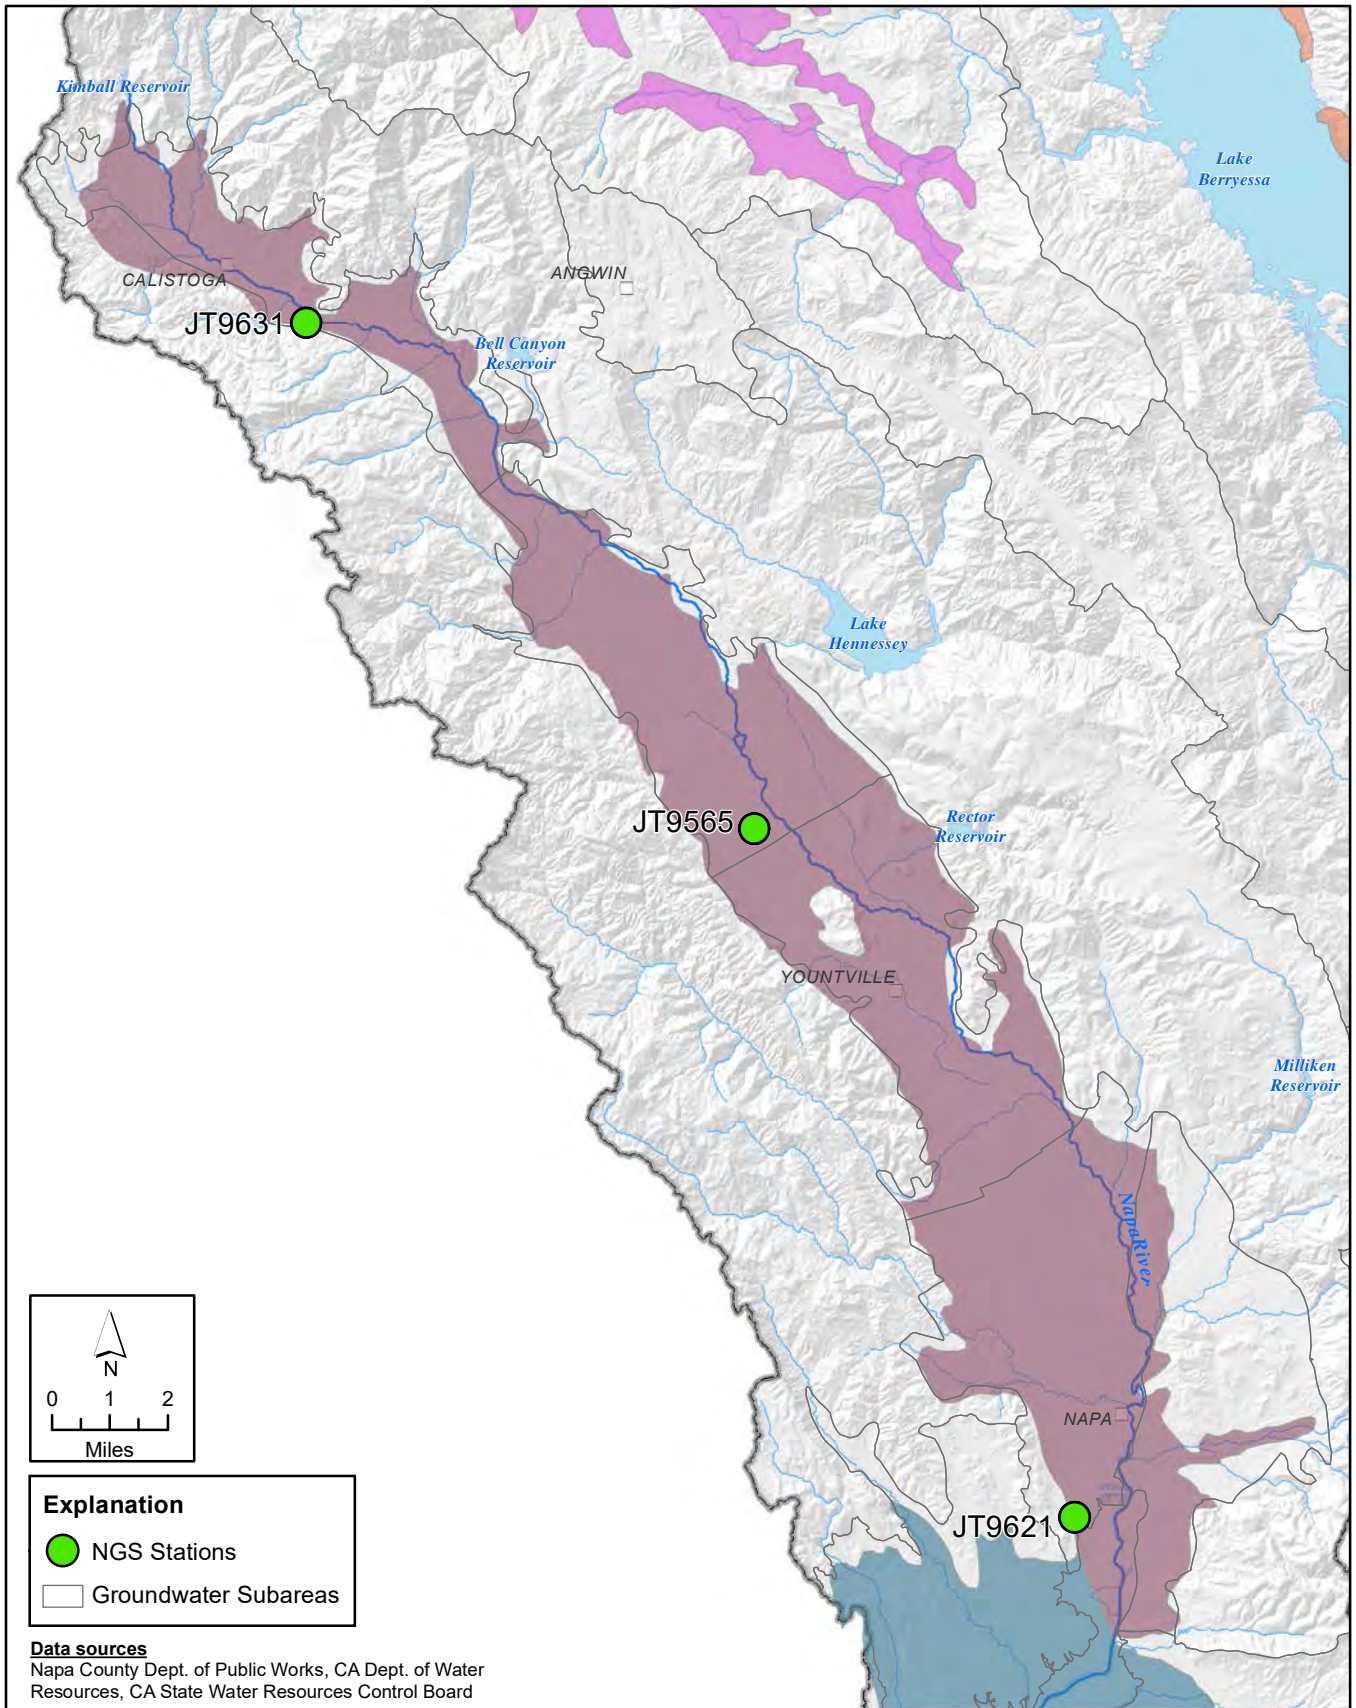 Kimball Reservoir
Lake
Berryessa
CALISTOGA
ANGWIN
JT9631
Bell Canyon
Reservoir
Lake
Hennessey
JT9565
Rector
Reservoir
YOUNTVILLE
Milliken
Reservoir
NapaRiver
NAPA
JT9621
N
0 1 2
Miles
Explanation
NGS Stations
Groundwater Subareas
Data sources
Napa County Dept. of Public Works, CA Dept. of Water
Resources, CA State Water Resources Control Board